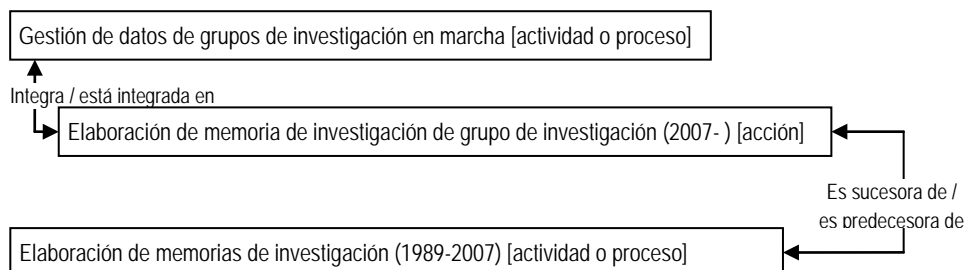 Gestión de datos de grupos de investigación en marcha [actividad o proceso]
Integra / está integrada en
Elaboración de memoria de investigación de grupo de investigación (2007- ) [acción]
Es sucesora de /
es predecesora de
Elaboración de memorias de investigación (1989-2007) [actividad o proceso]